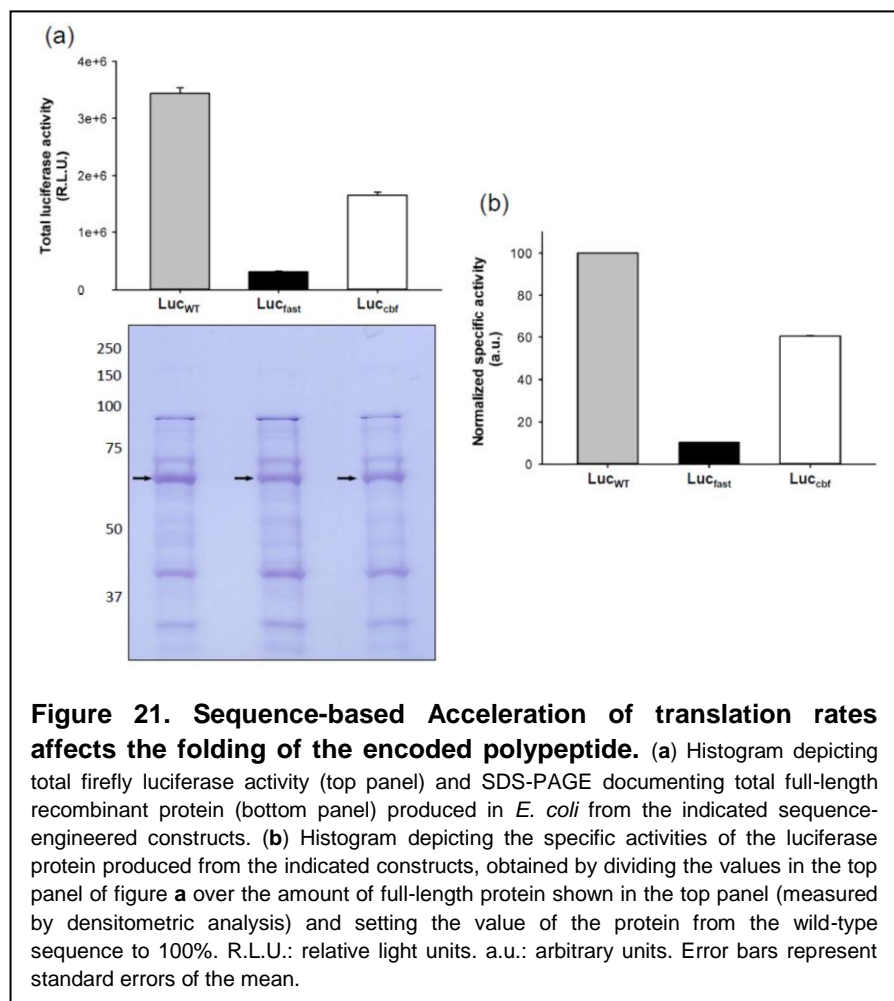 (a)
4e+6
3e+6
2e+6
1e+6
0
Total luciferase activity
(R.L.U.)
LucWT Lucfast Luccbf
250
150
100
75
50
37
(b)
100
80
60
40
20
0
Normalized specific activity
(a.u.)
LucWT Lucfast Luccbf
Figure 21. Sequence-based Acceleration of translation rates
affects the folding of the encoded polypeptide. (a) Histogram depicting
total firefly luciferase activity (top panel) and SDS-PAGE documenting total full-length
recombinant protein (bottom panel) produced in E. coli from the indicated sequence-
engineered constructs. (b) Histogram depicting the specific activities of the luciferase
protein produced from the indicated constructs, obtained by dividing the values in the top
panel of figure a over the amount of full-length protein shown in the top panel (measured
by densitometric analysis) and setting the value of the protein from the wild-type
sequence to 100%. R.L.U.: relative light units. a.u.: arbitrary units. Error bars represent
standard errors of the mean.